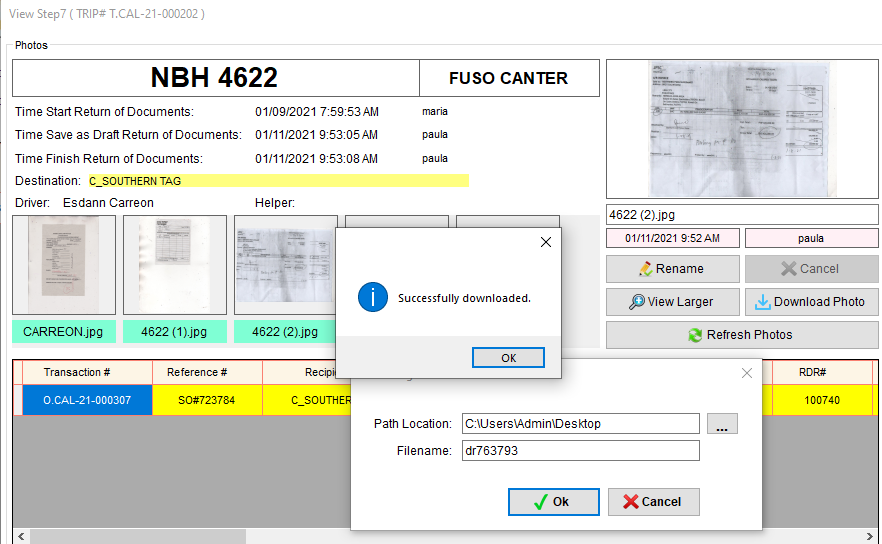 View Step7 ( TRIP# T.CAL-21-000202 )
Photos
NBH 4622
FUSO CANTER
Time Start Return of Documents:
01/09/2021 7:59:53 AM
maria
Time Save as Draft Return of Documents:
01/11/2021 9:53:05 AM
paula
Time Finish Return of Documents:
01/11/2021 9:53:08 AM
paula
Destination:
C_SOUTHERN TAG
Driver:
Esdann Carreon
Helper:
4622 (2).jpg
01/11/2021 9:52 AM
paula
Rename
Cancel
View Larger
Download Photo
Refresh Photos
CARREON.jpg
4622 (1).jpg
4622 (2).jpg
Successfully downloaded.
OK
Transaction #
Reference #
Recipi
RDR#
O.CAL-21-000307
SO#723784
C_SOUTHER
100740
Path Location:
C:\Users\Admin\Desktop
...
Filename:
dr763793
Ok
Cancel